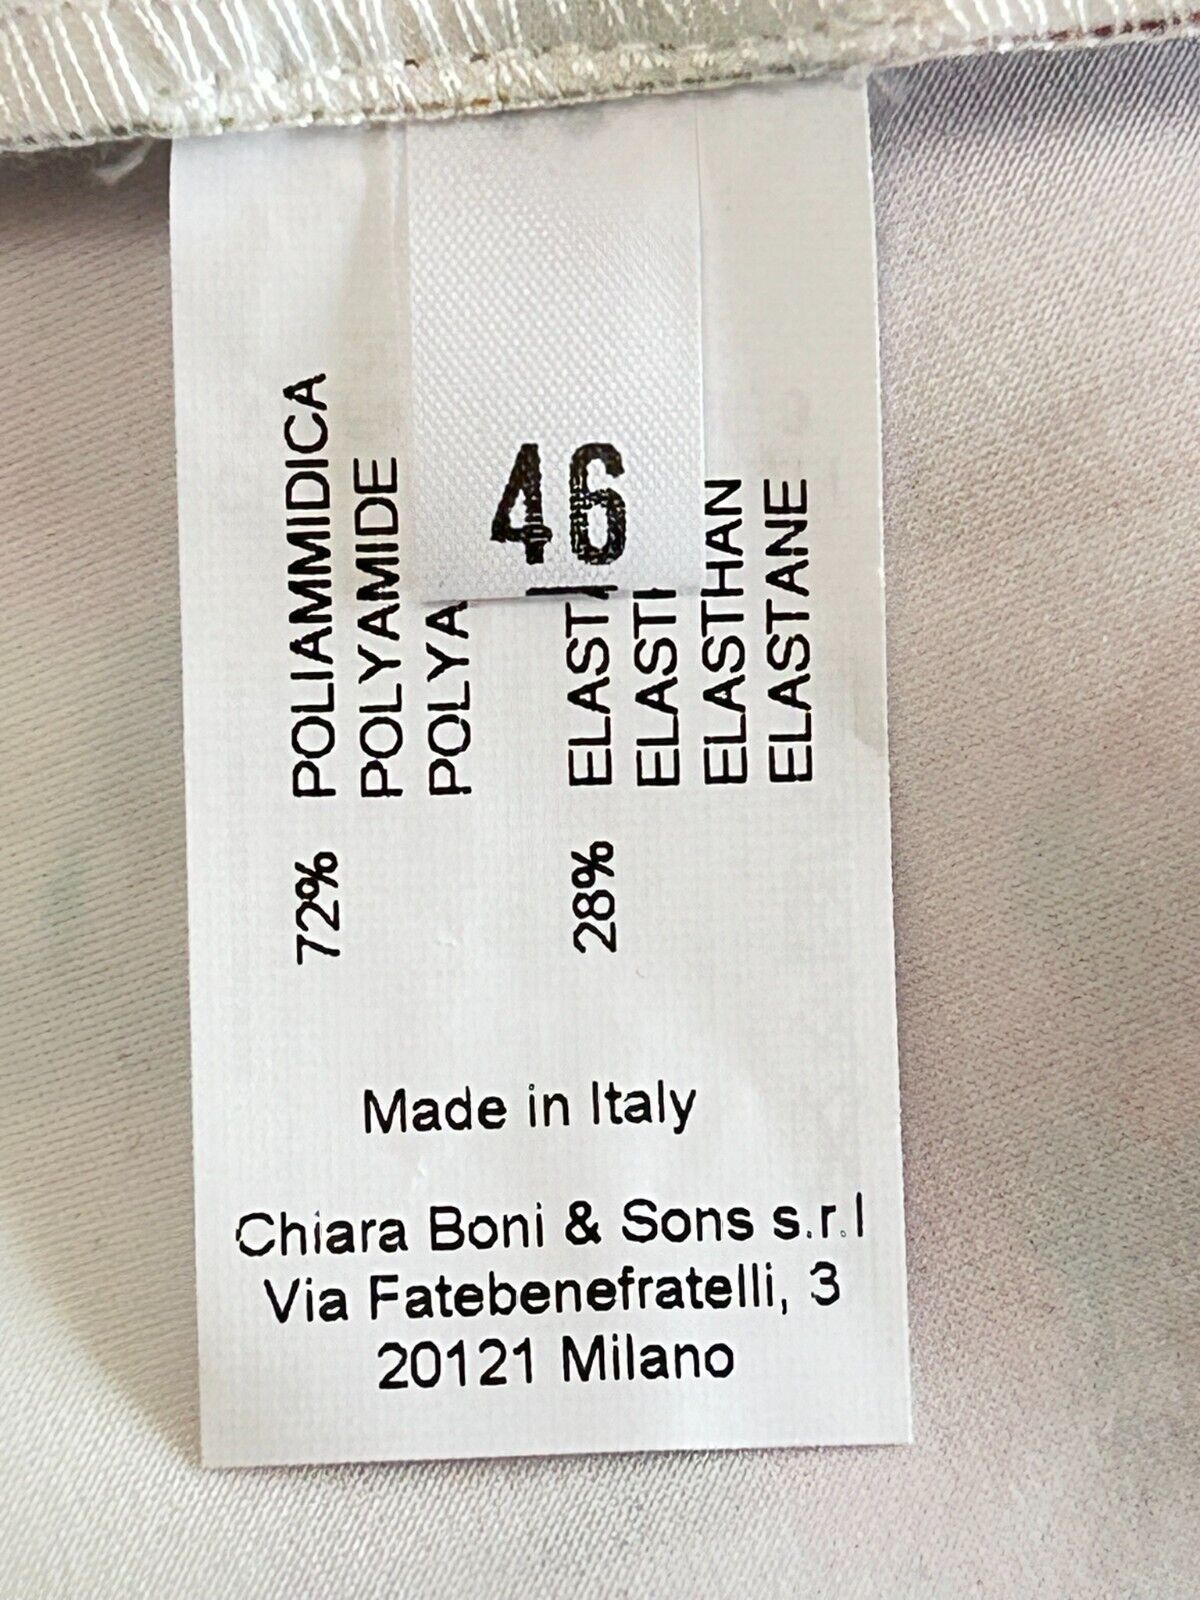 46
72% POLIAMMIDICA
POLYAMIDE
POLYA
28% ELAST
ELASTI
ELASTHAN
ELASTANE
Made in Italy
Chiara Boni & Sons s.r.l
Via Fatebenefratelli, 3
20121 Milano